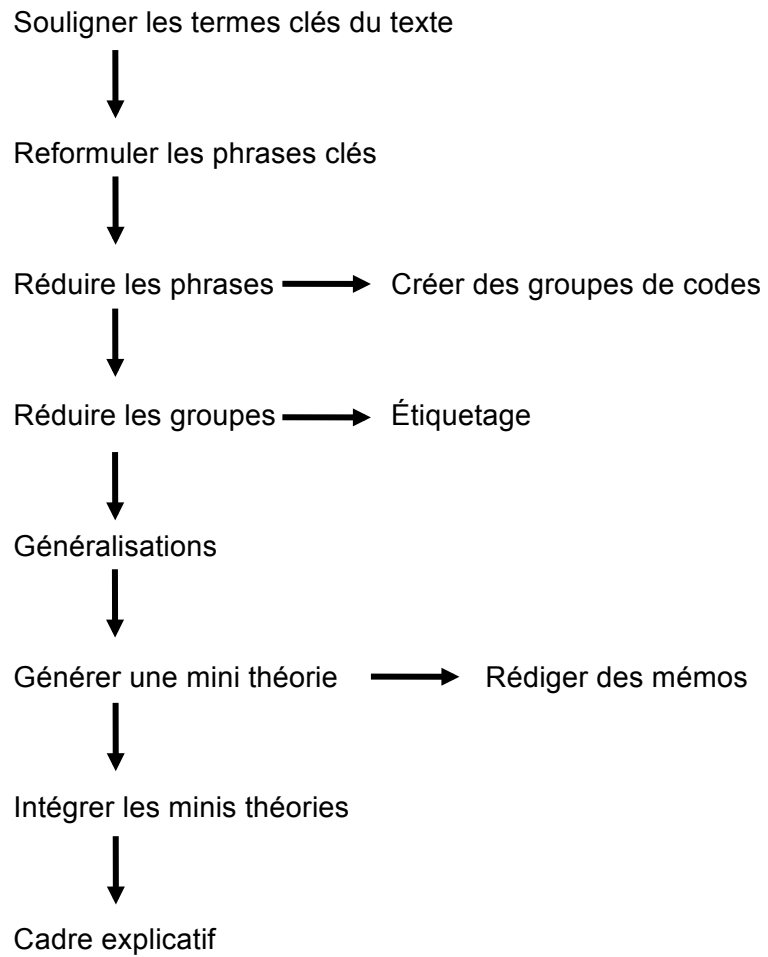 Souligner les termes clés du texte
Reformuler les phrases clés
Réduire les phrases Créer des groupes de codes
Réduire les groupes Étiquetage
Généralisations
Générer une mini théorie Rédiger des mémos
Intégrer les minis théories
Cadre explicatif